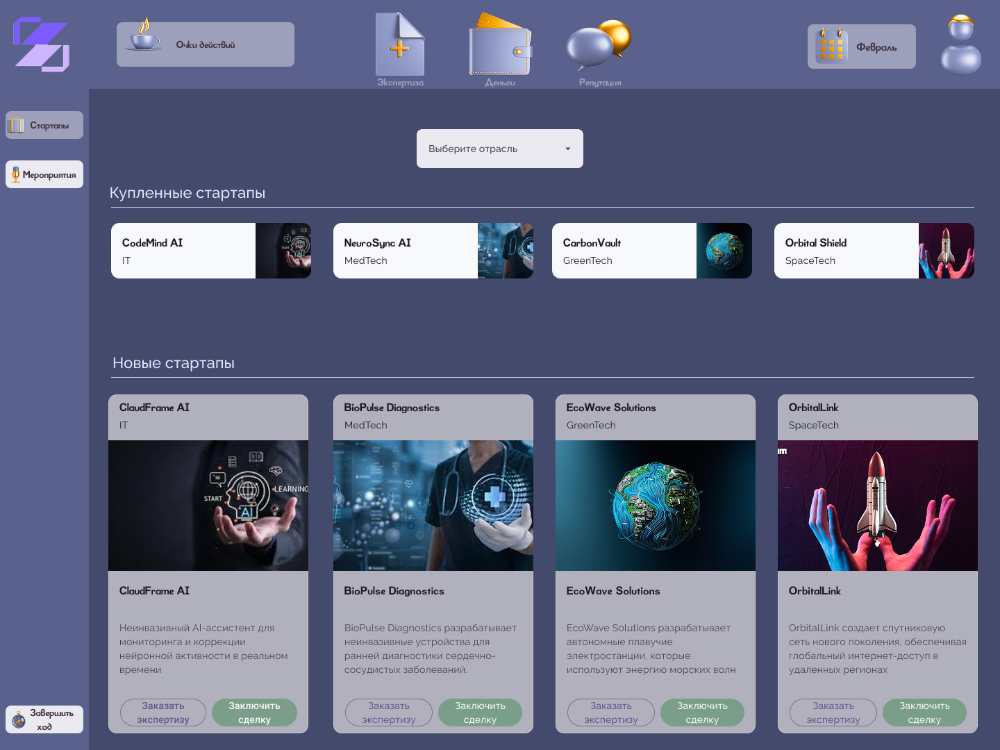 Очки действий
Экспертиза
Деньги
Репутация
Февраль
Стартапы
Мероприятия
Выберите отрасль
Купленные стартапы
CodeMind AI
IT
START
AI
NeuroSync AI
MedTech
CarbonVault
GreenTech
Orbital Shield
SpaceTech
Новые стартапы
ClaudFrame AI
IT
START
LEARNING
AI
ClaudFrame AI
Неинвазивный AI-ассистент для
мониторинга и коррекции
нейронной активности в реальном
времени
Заказать
экспертизу
Заключить
сделку
BioPulse Diagnostics
MedTech
BioPulse Diagnostics
BioPulse Diagnostics разрабатывает
неинвазивные устройства для
ранней диагностики сердечно-
сосудистых заболеваний.
Заказать
экспертизу
Заключить
сделку
EcoWave Solutions
GreenTech
EcoWave Solutions
EcoWave Solutions разрабатывает
автономные плавучие
электростанции, которые
используют энергию морских волн
Заказать
экспертизу
Заключить
сделку
OrbitalLink
SpaceTech
OrbitalLink
OrbitalLink создает спутниковую
сеть нового поколения, обеспечивая
глобальный интернет-доступ в
удаленных регионах
Заказать
экспертизу
Заключить
сделку
Завершить
ход